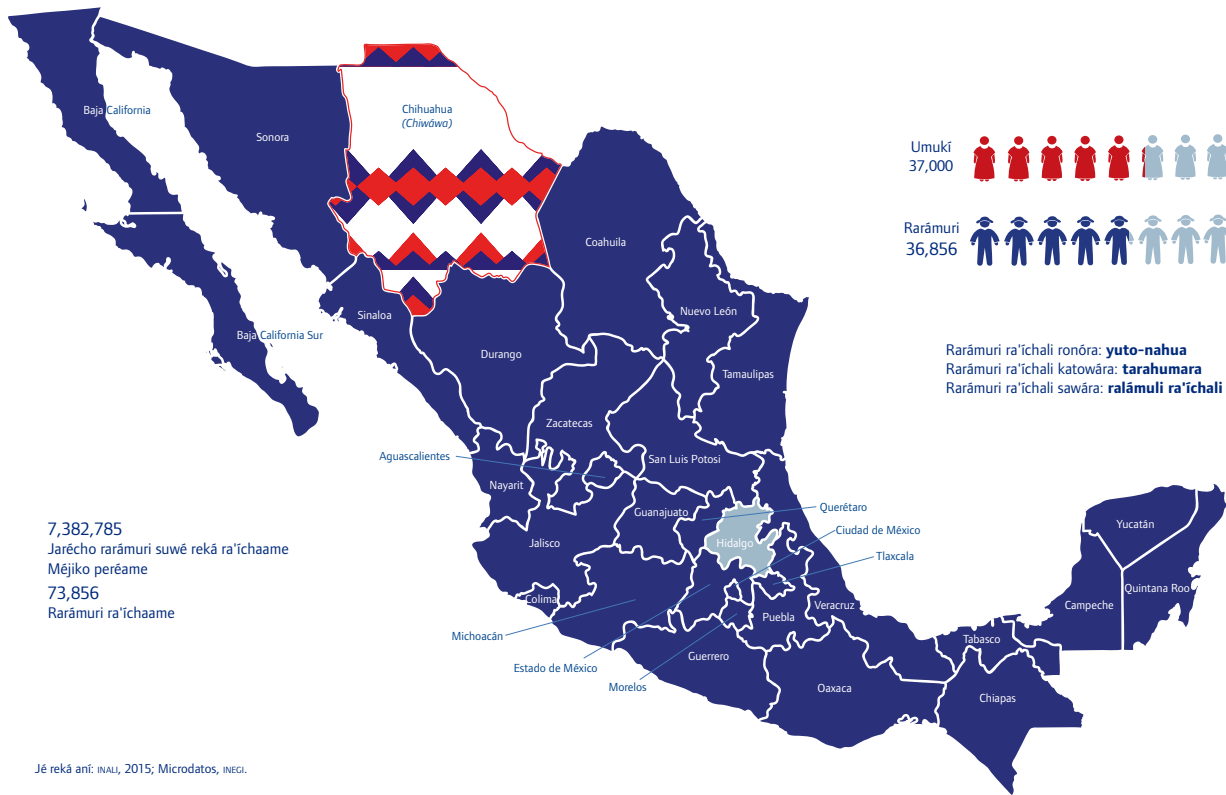 Baja California
Sonora
Chihuahua
(Chiwáwa)
Coahuila
Sinaloa
Baja California Sur
Durango
Nuevo León
Tamaulipas
Zacatecas
Aguascalientes
San Luis Potosi
Nayarit
Guanajuato
Querétaro
Jalisco
Hidalgo
Ciudad de México
Tlaxcala
Colima
Michoacán
Puebla
Veracruz
Estado de México
Guerrero
Morelos
Oaxaca
Tabasco
Chiapas
Campeche
Yucatán
Quintana Roo
Umukí
37,000
Rarámuri
36,856
Rarámuri ra'íchali ronóra: yuto-nahua
Rarámuri ra'íchali katowára: tarahumara
Rarámuri ra'íchali sawára: ralámuli ra'íchali
7,382,785
Jarécho rarámuri suwé reká ra'íchaame
Méjiko perêame
73,856
Rarámuri ra'íchaame
Jé reká aní: INALI, 2015; Microdatos, INEGI.